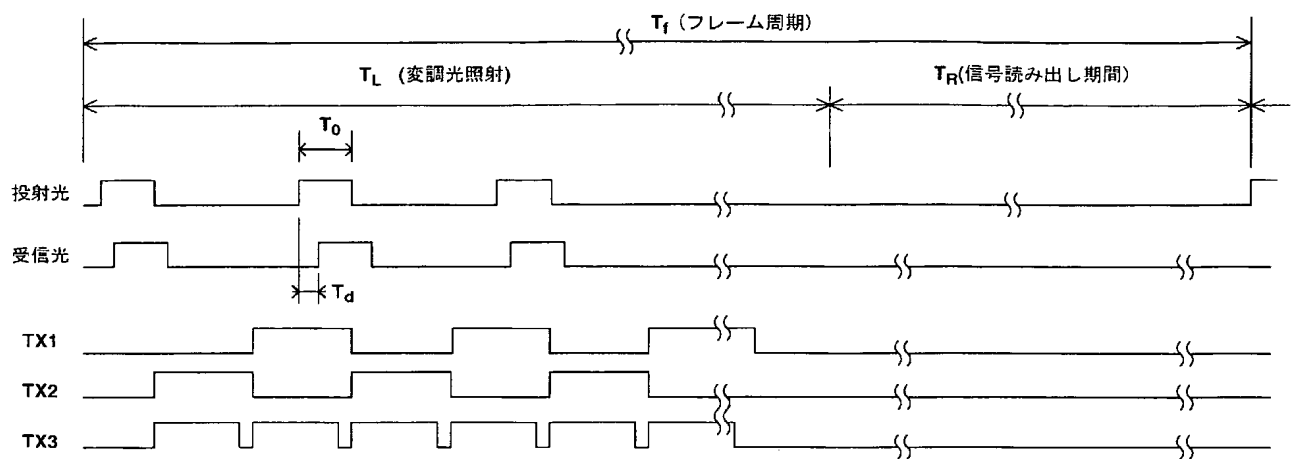 Tf (フレーム周期)
TL (変調光照射)
TR(信号読み出し期間)
T0
投射光
受信光
Td
TX1
TX2
TX3